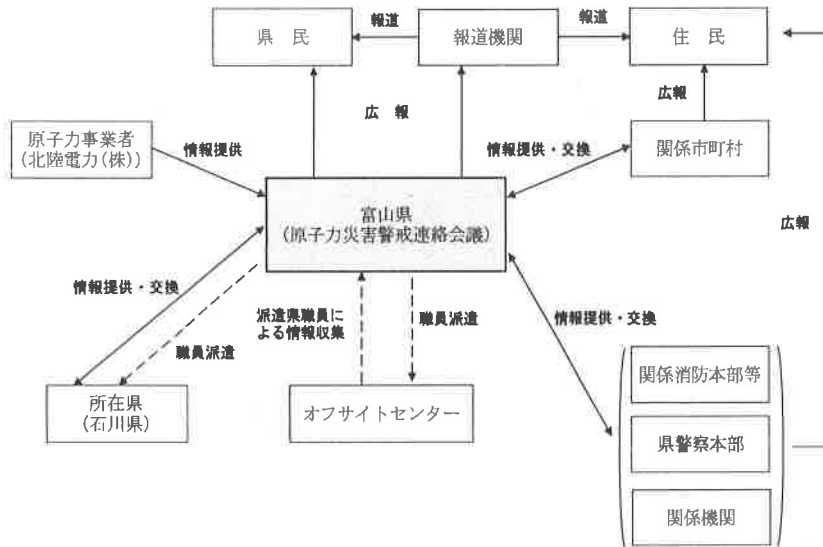 報道
報道
県 民
報道機関
住 民
広 報
広報
原子力事業者
(北陸電力(株))
情報提供
情報提供・交換
関係市町村
富山県
(原子力災害警戒連絡会議)
広報
情報提供・交換
派遣県職員に
よる情報収集
職員派遣
情報提供・交換
職員派遣
所在県
(石川県)
オフサイトセンター
関係消防本部等
県警察本部
関係機関